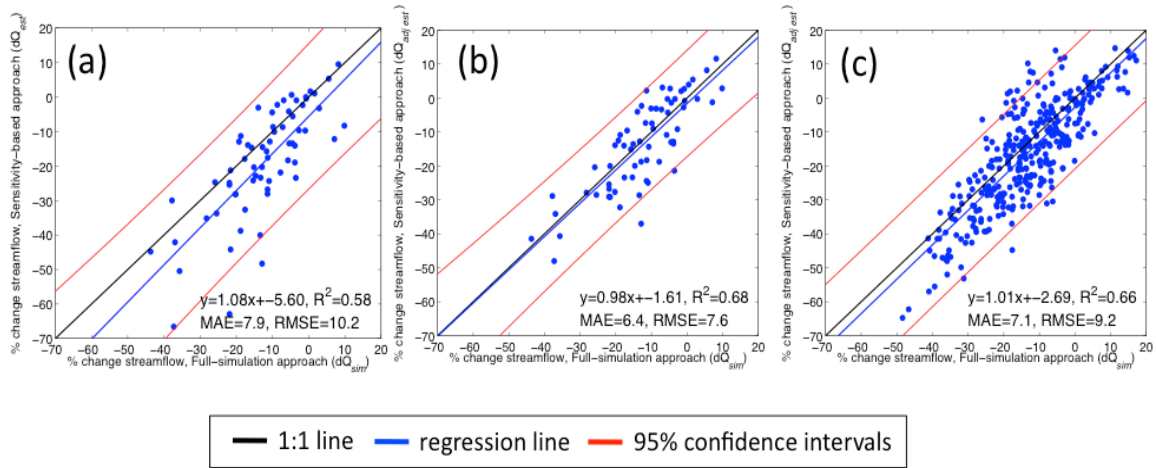 (a)
% change streamflow, Sensitivity-based approach (dQest)
20
10
0
−10
−20
−30
−40
−50
−60
−70
y=1.08x+−5.60, R2=0.58
MAE=7.9, RMSE=10.2
−70 −60 −50 −40 −30 −20 −10 0 10 20
% change streamflow, Full-simulation approach (dQsim)
(b)
% change streamflow, Sensitivity-based approach (dQadj est)
20
10
0
−10
−20
−30
−40
−50
−60
−70
y=0.98x+−1.61, R2=0.68
MAE=6.4, RMSE=7.6
−70 −60 −50 −40 −30 −20 −10 0 10 20
% change streamflow, Full-simulation approach (dQsim)
(c)
% change streamflow, Sensitivity-based approach (dQadj est)
20
10
0
−10
−20
−30
−40
−50
−60
−70
y=1.01x+−2.69, R2=0.66
MAE=7.1, RMSE=9.2
−70 −60 −50 −40 −30 −20 −10 0 10 20
% change streamflow, Full-simulation approach (dQsim)
1:1 line regression line 95% confidence intervals